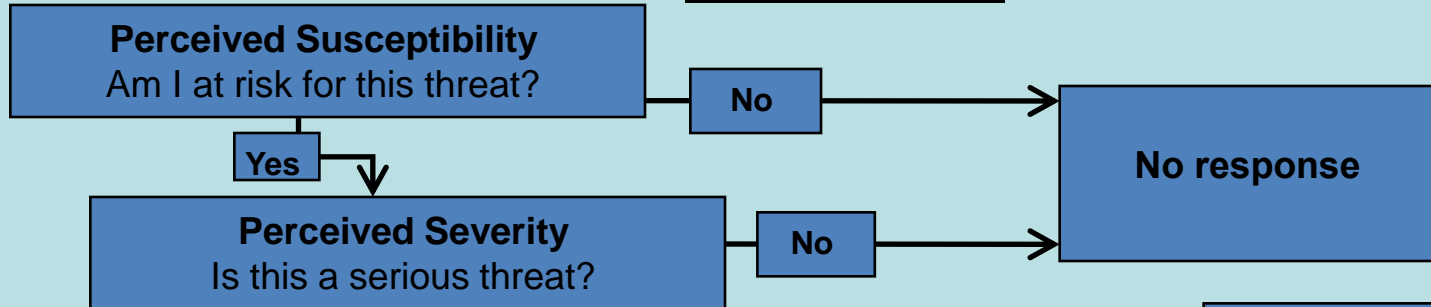 Perceived Susceptibility
Am I at risk for this threat?
No
Yes
No response
Perceived Severity
Is this a serious threat?
No